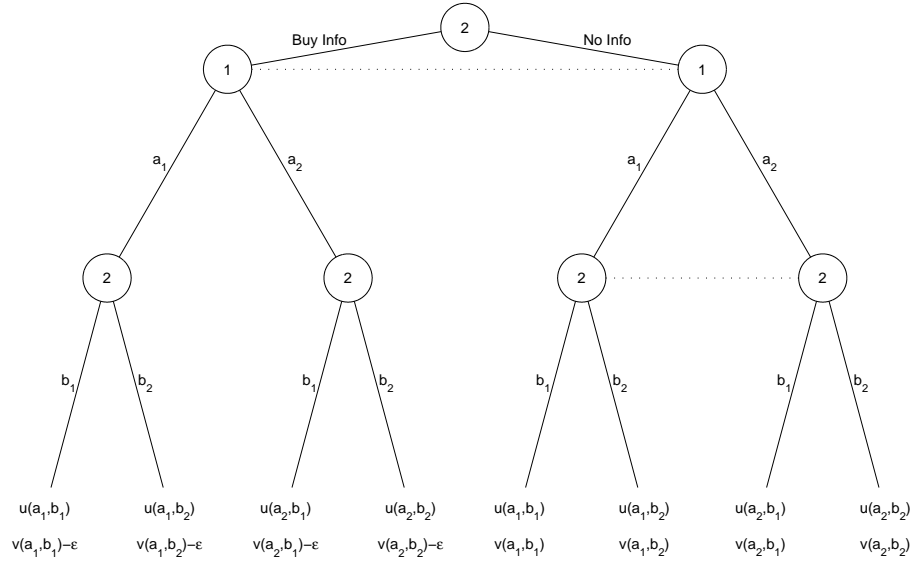 2
Buy Info No Info
1 1
a₁ a₂ a₁ a₂
2 2 2 2
b₁ b₂ b₁ b₂ b₁ b₂ b₁ b₂
u(a₁,b₁) u(a₁,b₂) u(a₂,b₁) u(a₂,b₂) u(a₁,b₁) u(a₁,b₂) u(a₂,b₁) u(a₂,b₂)
v(a₁,b₁)−ε v(a₁,b₂)−ε v(a₂,b₁)−ε v(a₂,b₂)−ε v(a₁,b₁) v(a₁,b₂) v(a₂,b₁) v(a₂,b₂)